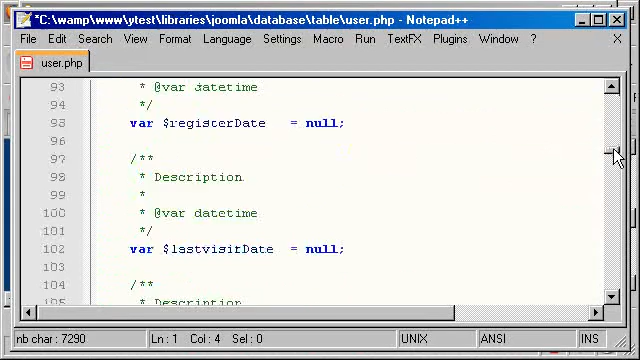 *C:\wamp\www\ytest\libraries\joomla\database\table\user.php - Notepad++
File Edit Search View Format Language Settings Macro Run TextFX Plugins Window X
user.php
93 * @var datetime
94 */
95 var $registerDate = null;
96
97 /**
98 * Description
99 *
100 * @var datetime
101 */
102 var $lastvisitDate = null;
103
104 /**
105 * Description
nb char : 7290 Ln : 1 Col : 4 Sel : 0 UNIX ANSI INS